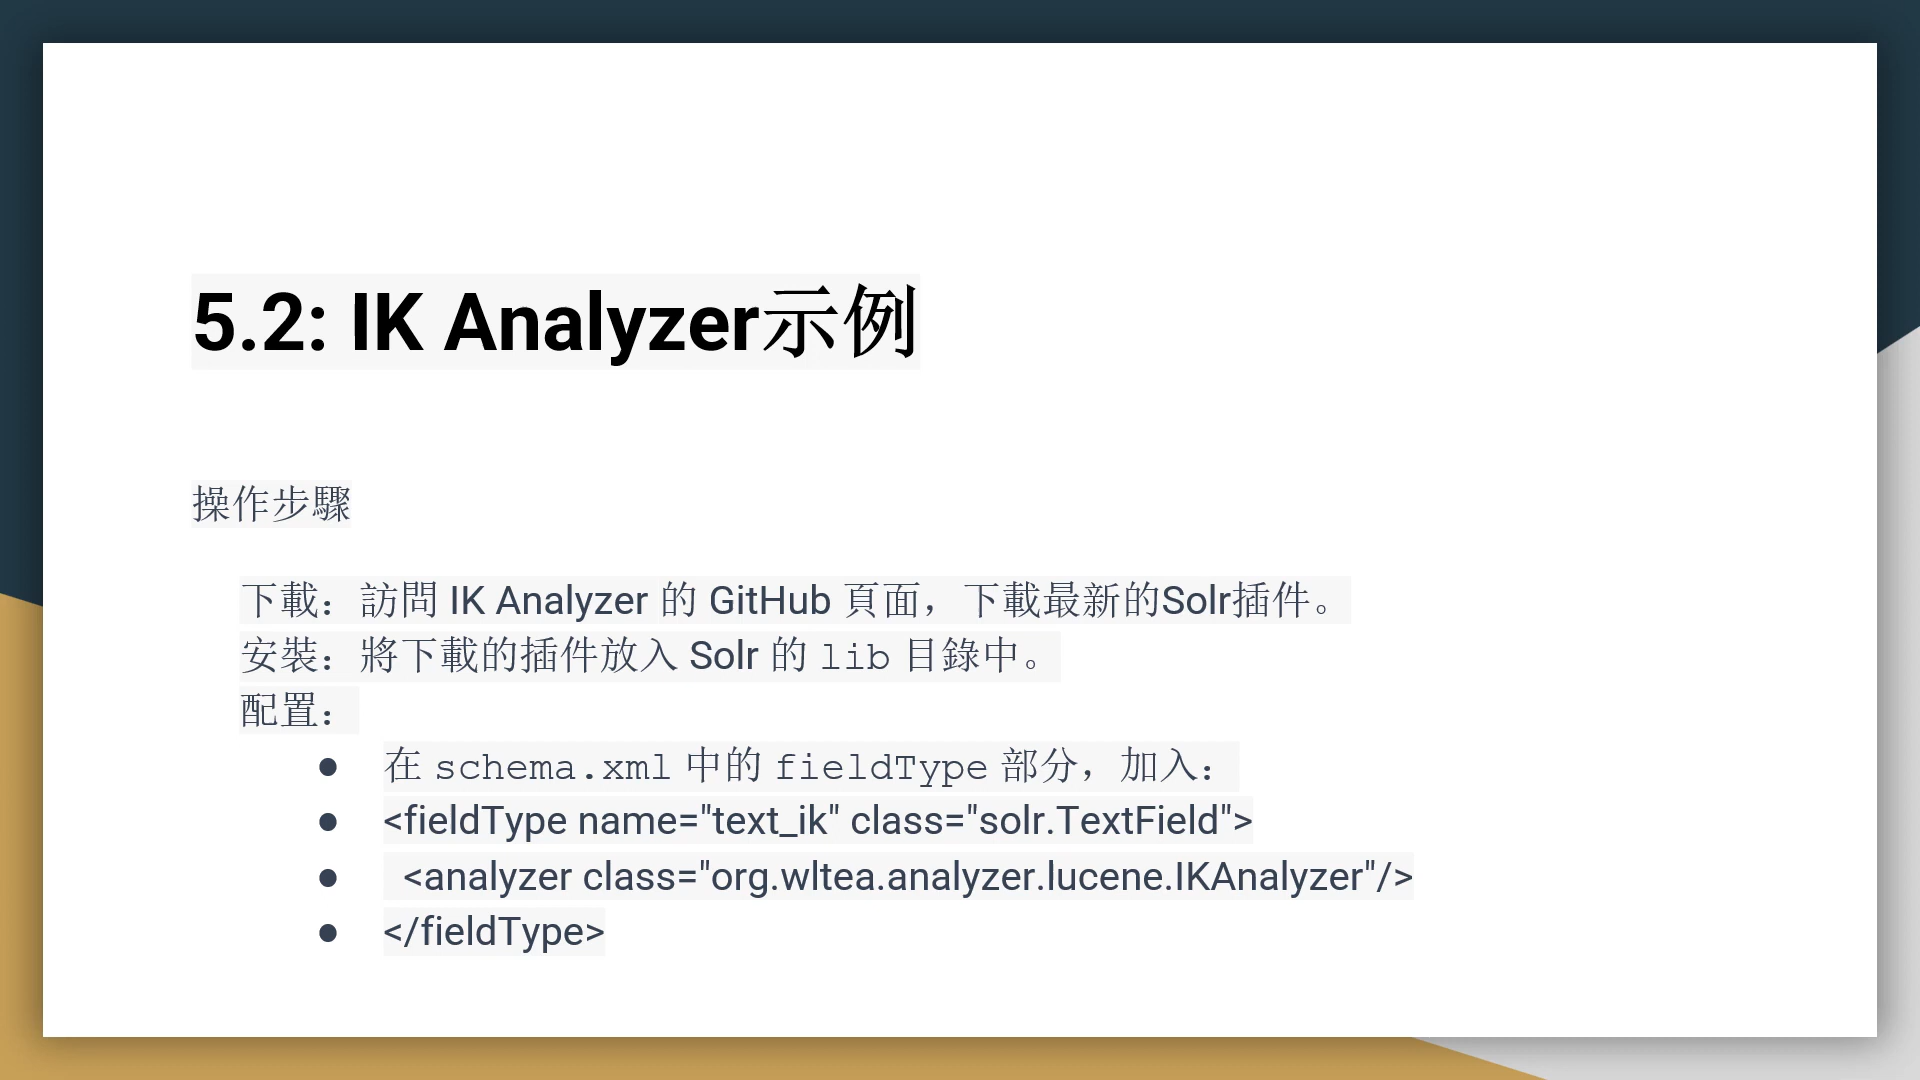 5.2: IK Analyzer示例
操作步驟
下載：訪問 IK Analyzer 的 GitHub 頁面，下載最新的Solr插件。
安裝：將下載的插件放入 Solr 的 lib 目錄中。
配置：
● 在 schema.xml 中的 fieldType 部分，加入：
● <fieldType name="text_ik" class="solr.TextField">
●   <analyzer class="org.wltea.analyzer.lucene.IKAnalyzer"/>
● </fieldType>